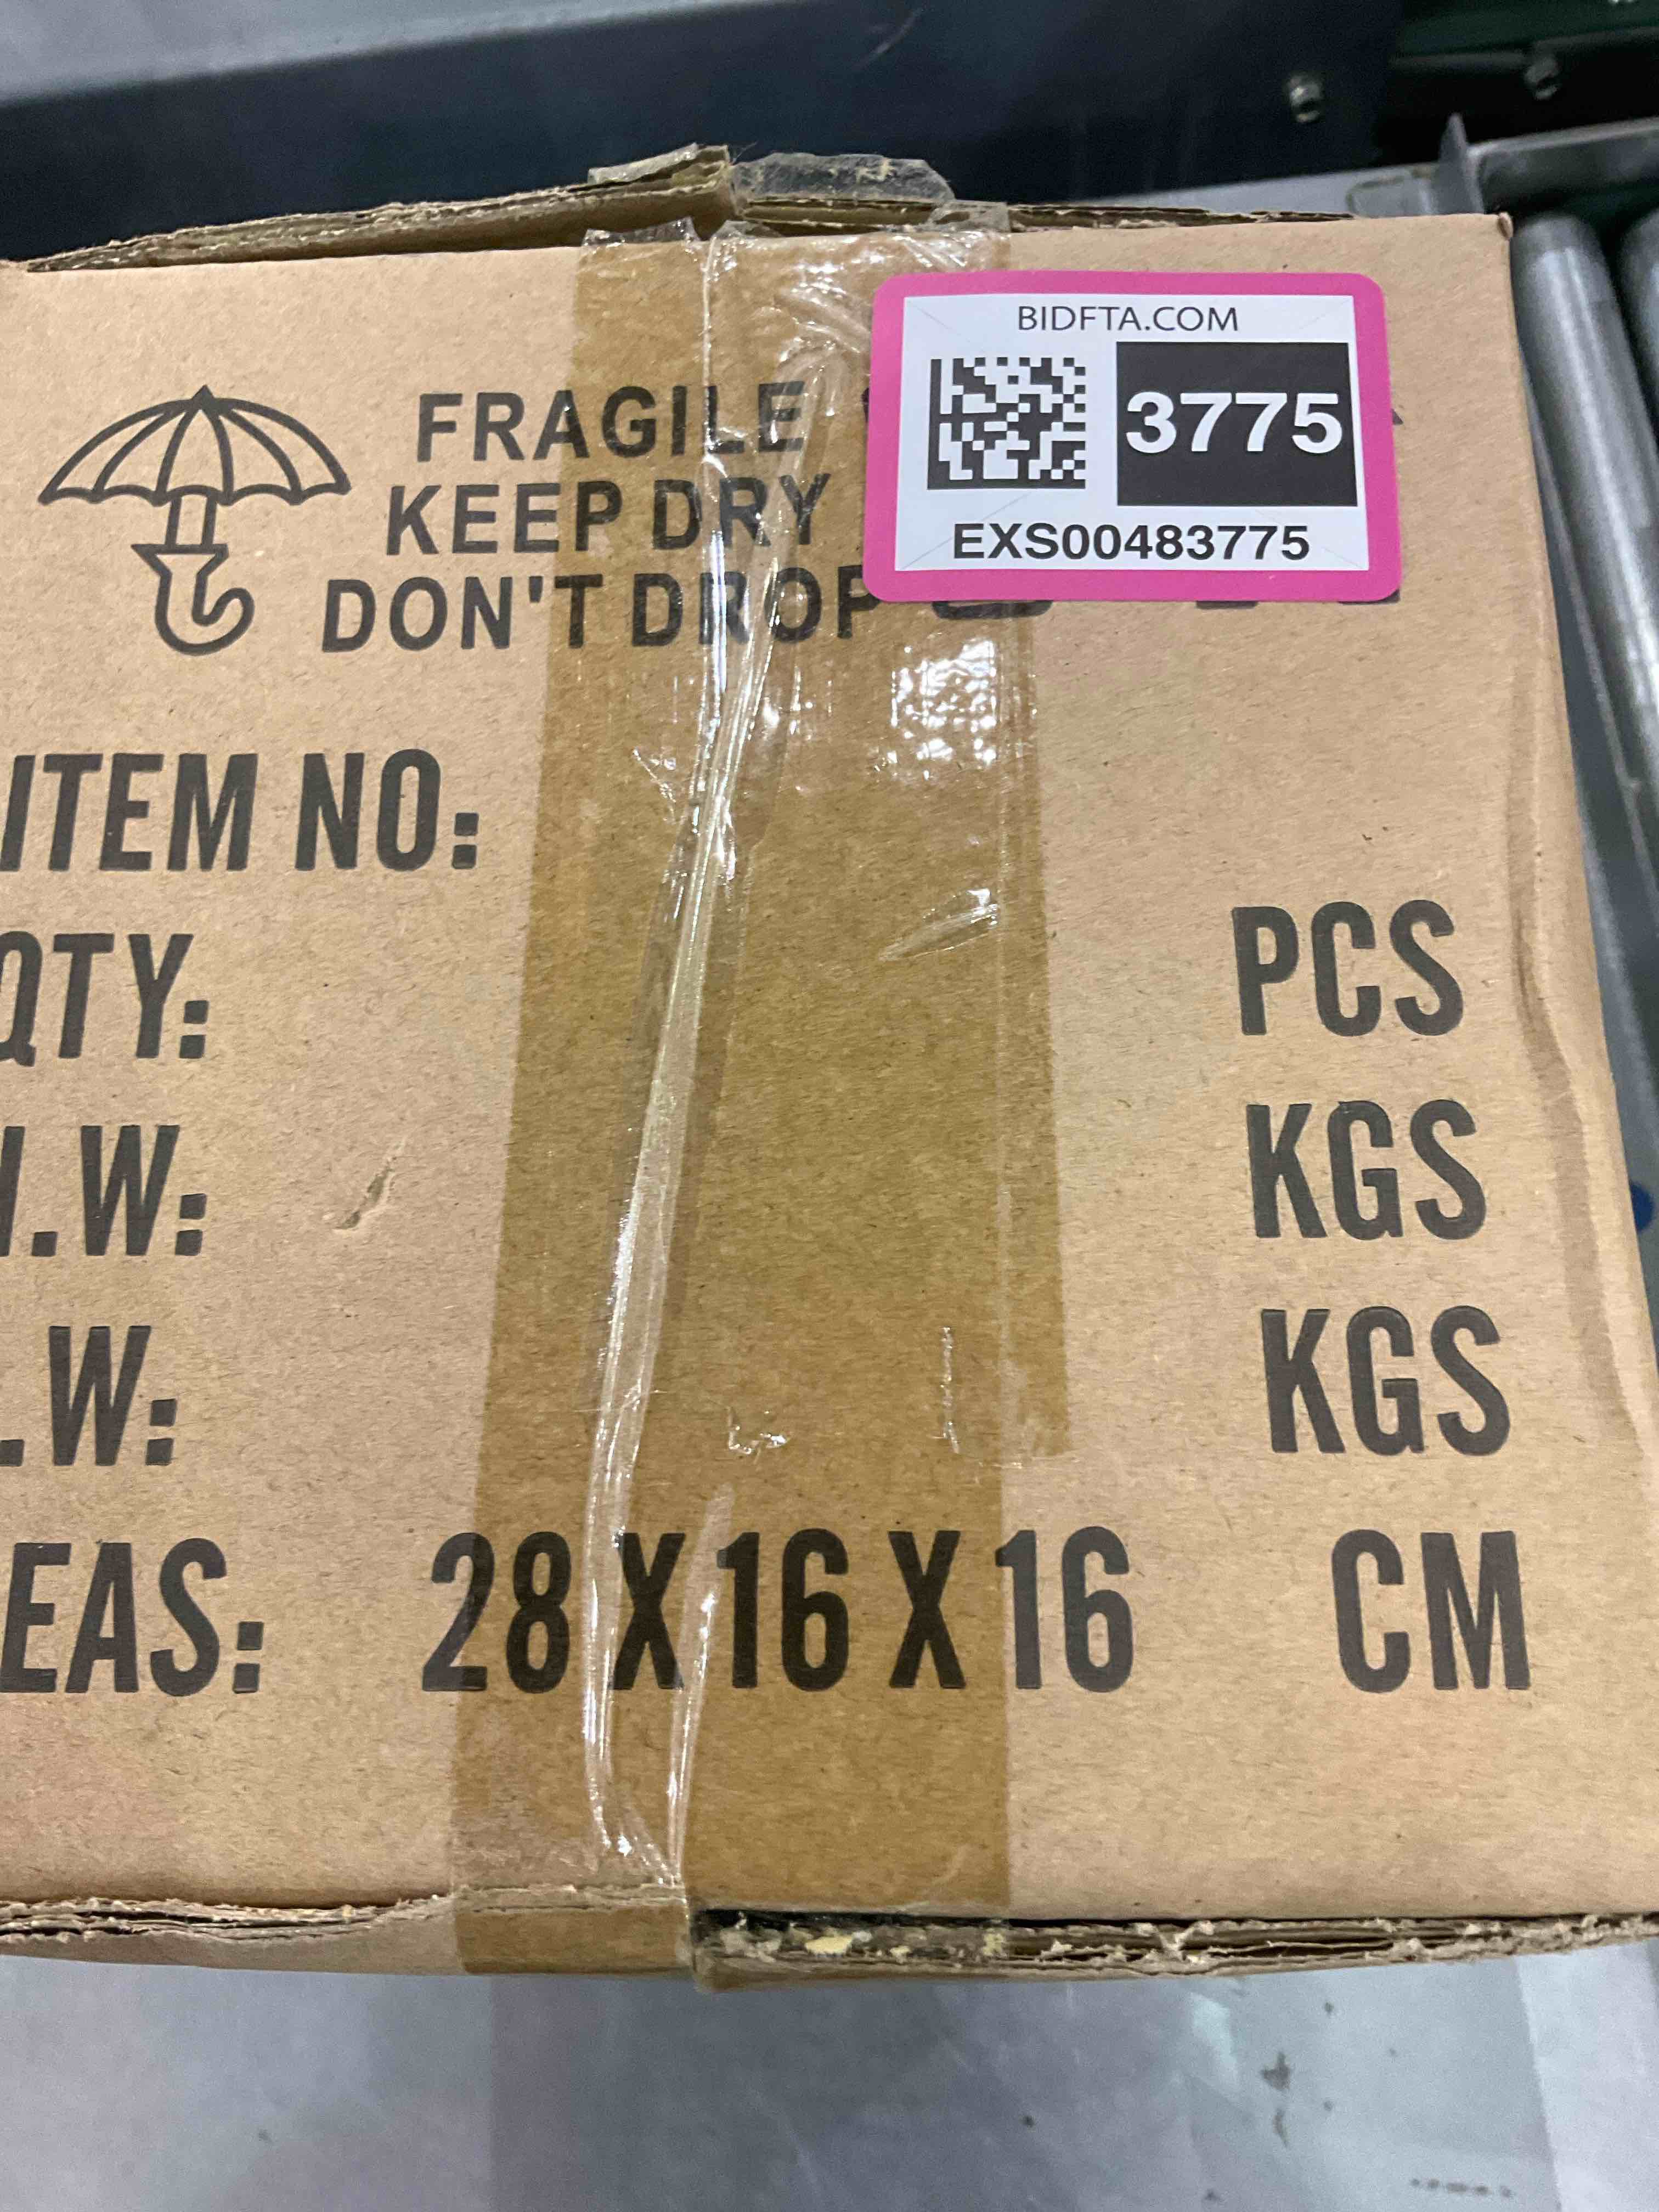 BIDFTA.COM
3775
EXS00483775
FRAGILE
KEEP DRY
DON'T DROP
ITEM NO:
QTY: PCS
.W: KGS
.W: KGS
EAS: 28 X 16 X 16 CM